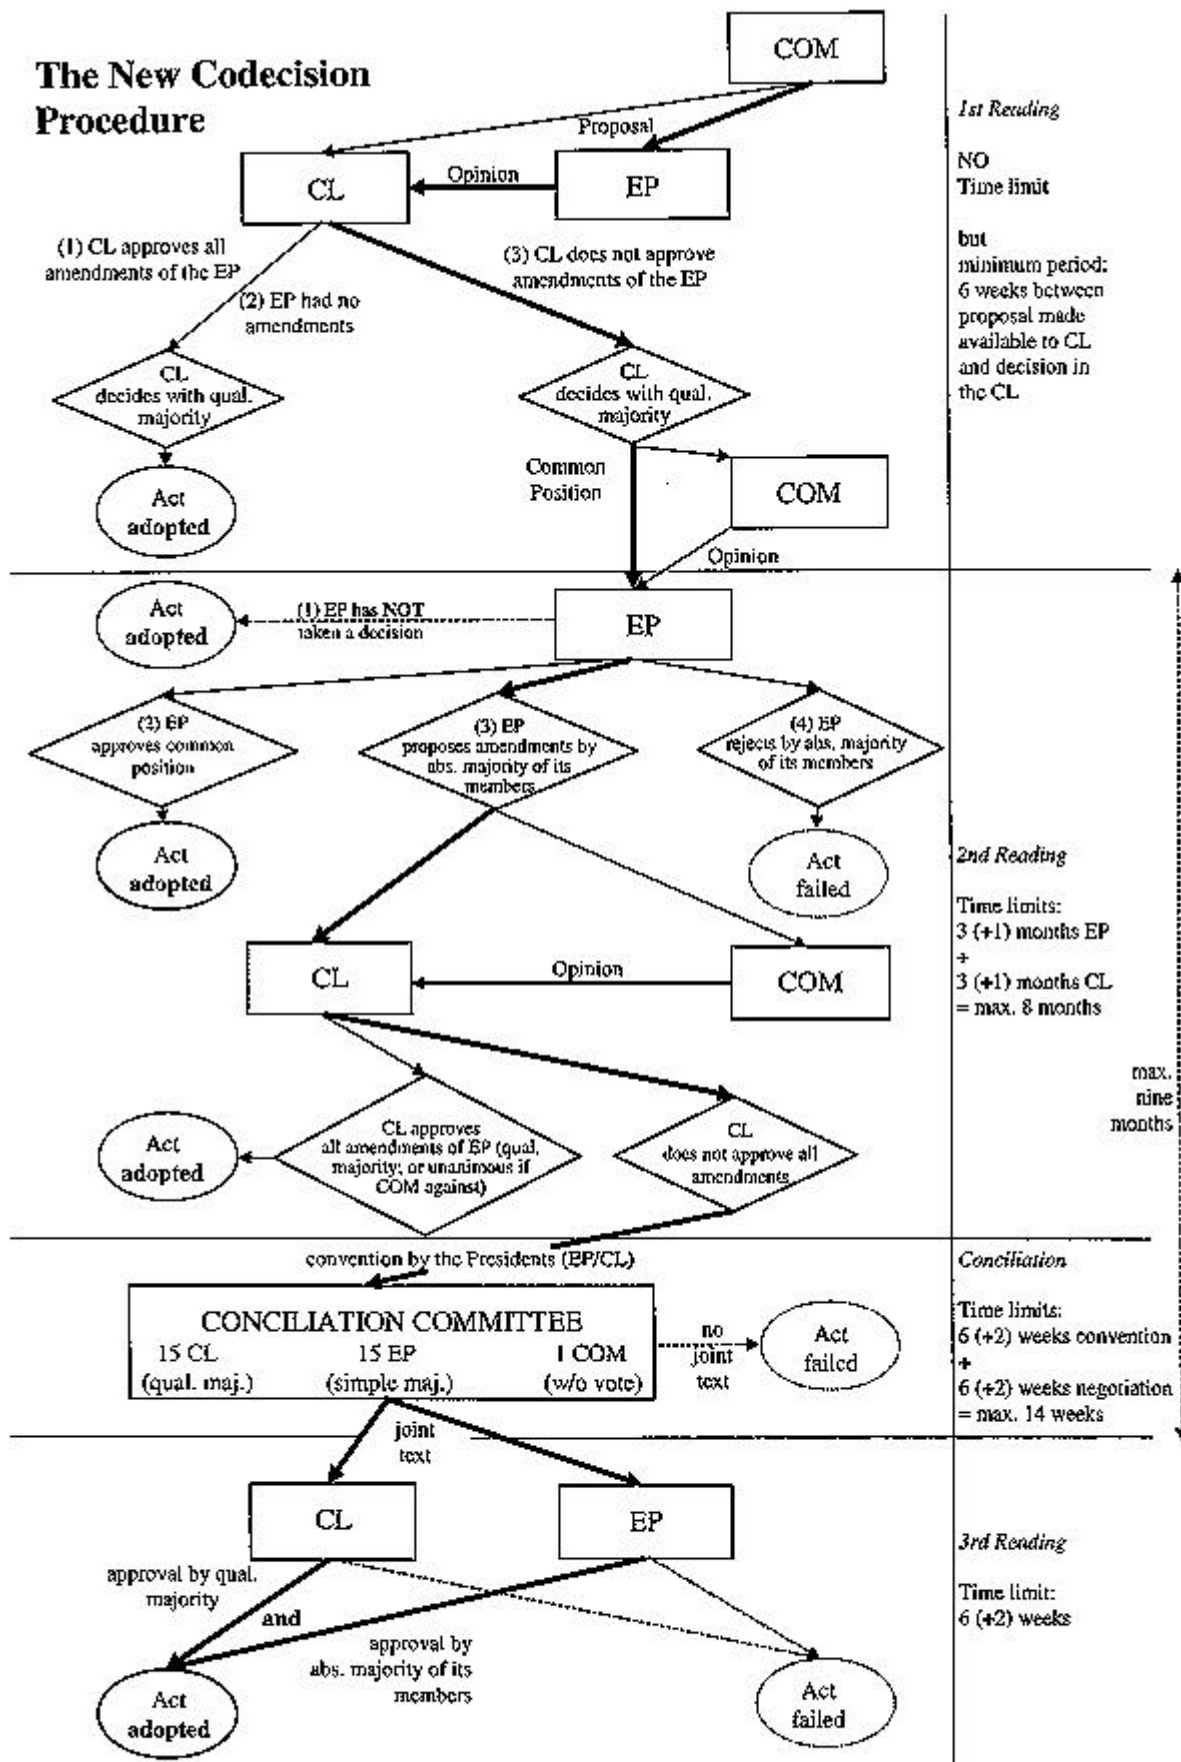 The New Codecision
Procedure
COM
1st Reading
Proposal
NO
Time limit
CL
Opinion
EP
(1) CL approves all
amendments of the EP
(2) EP had no
amendments
(3) CL does not approve
amendments of the EP
but
minimum period:
6 weeks between
proposal made
available to CL
and decision in
the CL
CL
decides with qual.
majority
CL
decides with qual.
majority
Act
adopted
Common
Position
COM
Opinion
Act
adopted
(1) EP has NOT
taken a decision
EP
(2) EP
approves common
position
(3) EP
proposes amendments by
abs. majority of its
members
(4) EP
rejects by abs. majority
of its members
Act
adopted
Act
failed
2nd Reading
Time limits:
3 (+1) months EP
+
3 (+1) months CL
= max. 8 months
CL
Opinion
COM
max.
nine
months
Act
adopted
CL approves
all amendments of EP (qual.
majority; or unanimous if
COM against)
CL
does not approve all
amendments
convention by the Presidents (EP/CL)
Conciliation
CONCILIATION COMMITTEE
15 CL
(qual. maj.)
15 EP
(simple maj.)
1 COM
(w/o vote)
no
joint
text
Act
failed
Time limits:
6 (+2) weeks convention
+
6 (+2) weeks negotiation
= max. 14 weeks
joint
text
CL
EP
3rd Reading
Time limit:
6 (+2) weeks
approval by qual.
majority
and
approval by
abs. majority of its
members
Act
adopted
Act
failed